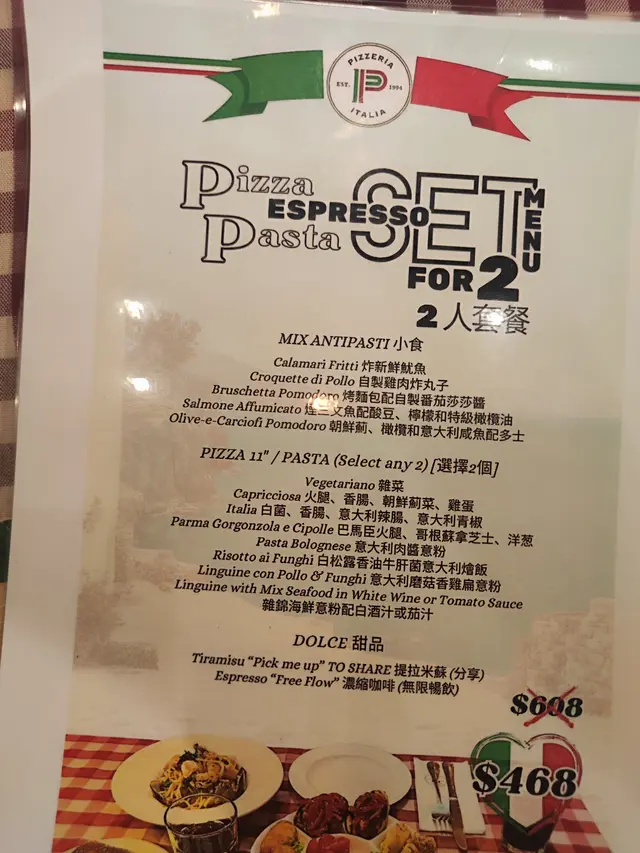 PIZZERIA
EST. 1994
ITALIA
Pizza
ESPRESSO
Pasta
SET
MENU
FOR 2
2 人套餐
MIX ANTIPASTI 小食
Calamari Fritti 炸新鮮魷魚
Croquette di Pollo 自製雞肉炸丸子
Bruschetta Pomodoro 烤麵包配自製番茄莎莎醬
Salmone Affumicato 煙三文魚配酸豆、檸檬和特級橄欖油
Olive-e-Carciofi Pomodoro 朝鮮薊、橄欖和意大利咸魚配多士
PIZZA 11" / PASTA (Select any 2) [選擇2個]
Vegetariano 雜菜
Capricciosa 火腿、香腸、朝鮮薊菜、雞蛋
Italia 白菌、香腸、意大利辣腸、意大利青椒
Parma Gorgonzola e Cipolle 巴馬臣火腿、哥根蘇拿芝士、洋葱
Pasta Bolognese 意大利肉醬意粉
Risotto ai Funghi 白松露香油牛肝菌意大利燴飯
Linguine con Pollo & Funghi 意大利磨菇香雞扁意粉
Linguine with Mix Seafood in White Wine or Tomato Sauce
雜錦海鮮意粉配白酒汁或茄汁
DOLCE 甜品
Tiramisu “Pick me up” TO SHARE 提拉米蘇 (分享)
Espresso “Free Flow” 濃縮咖啡 (無限暢飲)
$608
$468